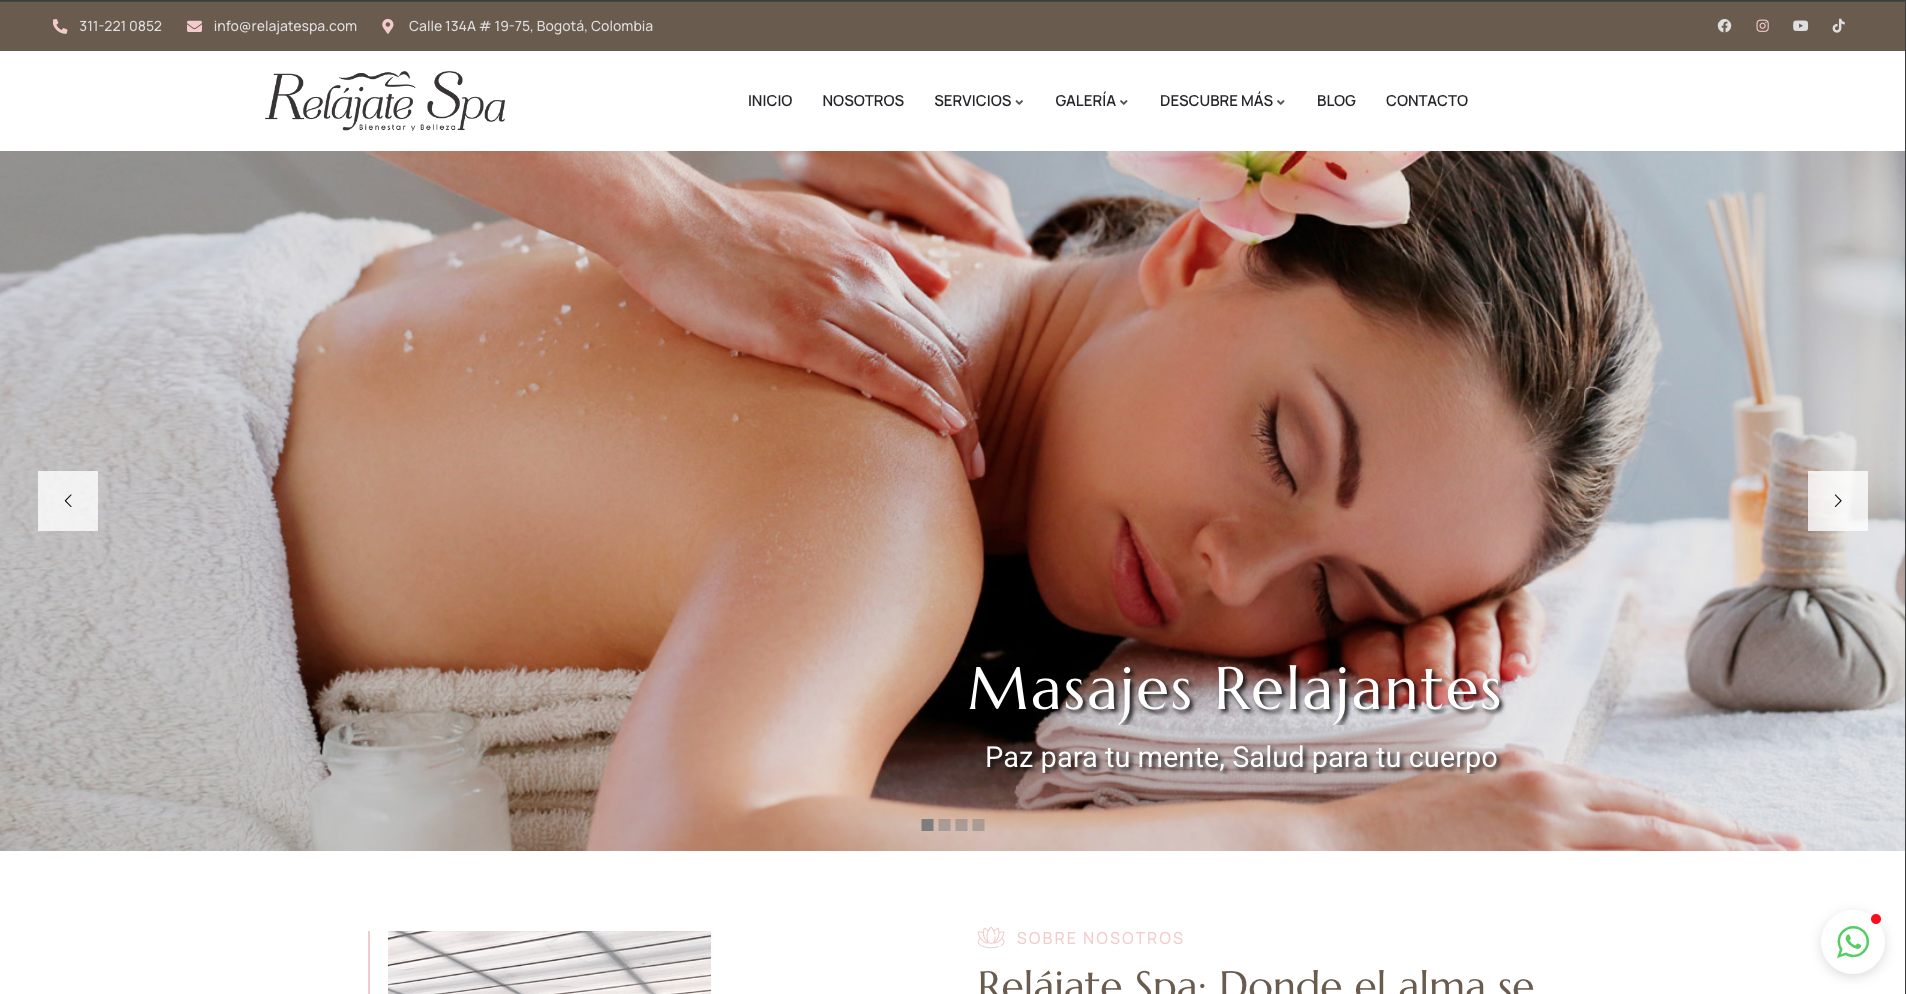 311-221 0852 info@relajatespa.com Calle 134A # 19-75, Bogotá, Colombia
Relájate Spa
Bienestar y Belleza
INICIO NOSOTROS SERVICIOS GALERÍA DESCUBRE MÁS BLOG CONTACTO
Masajes Relajantes
Paz para tu mente, Salud para tu cuerpo
SOBRE NOSOTROS
Relájate Spa: Donde el alma se